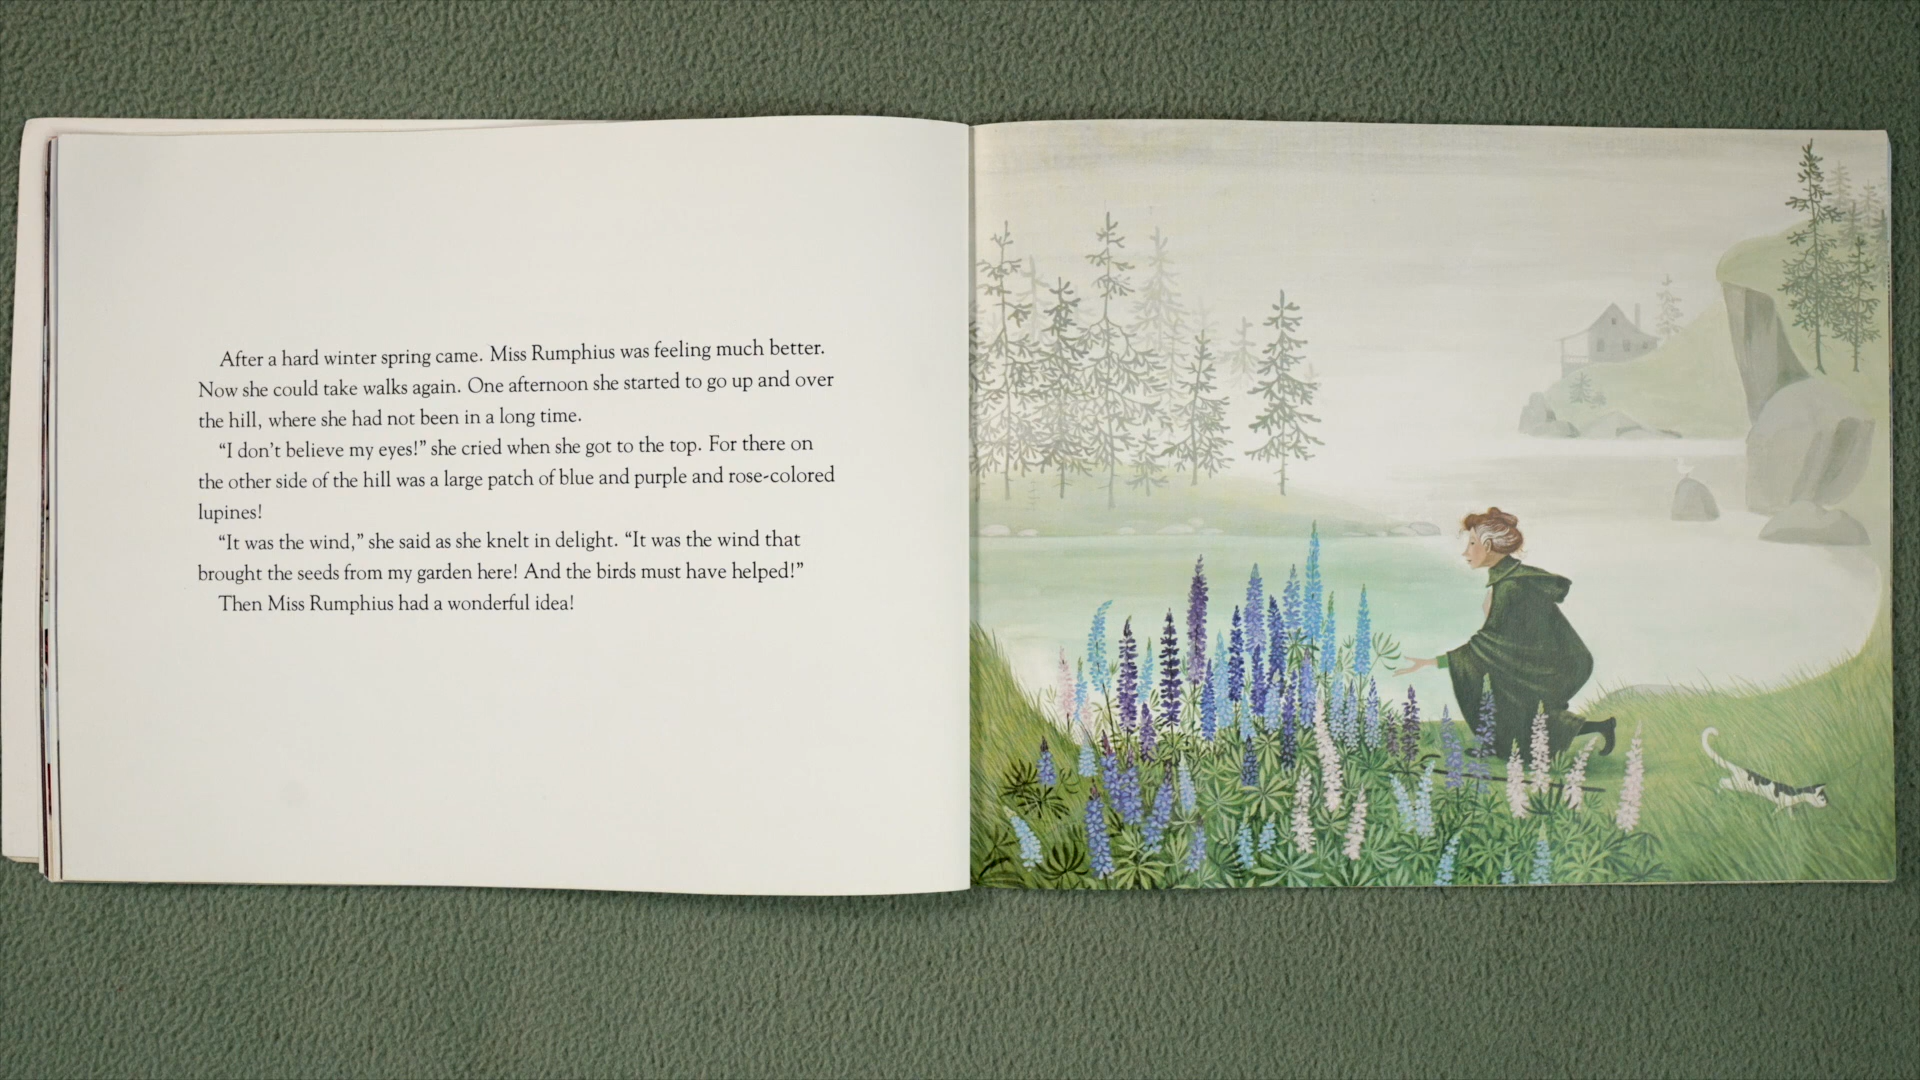 After a hard winter spring came. Miss Rumphius was feeling much better.
Now she could take walks again. One afternoon she started to go up and over
the hill, where she had not been in a long time.
“I don’t believe my eyes!” she cried when she got to the top. For there on
the other side of the hill was a large patch of blue and purple and rose-colored
lupines!
“It was the wind,” she said as she knelt in delight. “It was the wind that
brought the seeds from my garden here! And the birds must have helped!”
Then Miss Rumphius had a wonderful idea!